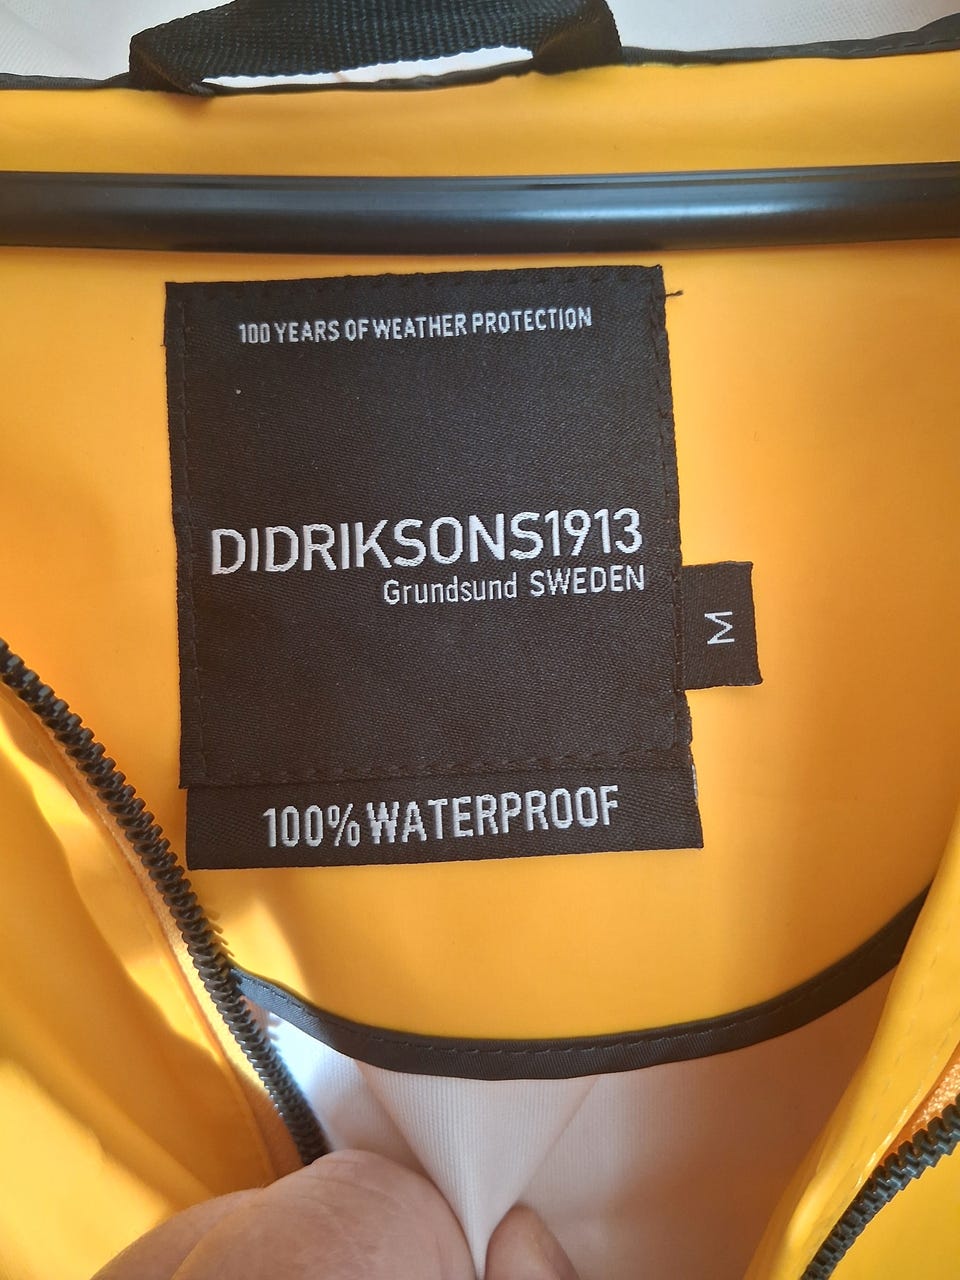 100 YEARS OF WEATHER PROTECTION
DIDRIKSONS1913
Grundsund SWEDEN
M
100% WATERPROOF